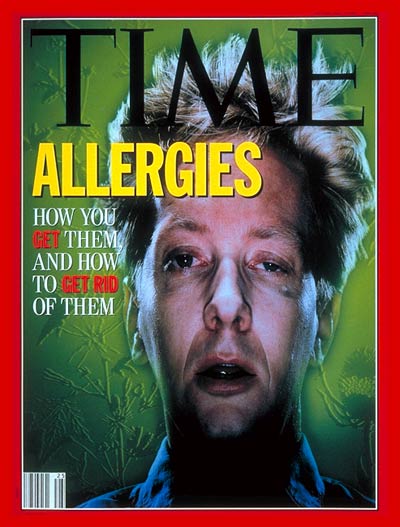 TIME
ALLERGIES
HOW YOU
GET THEM,
AND HOW
TO GET RID
OF THEM